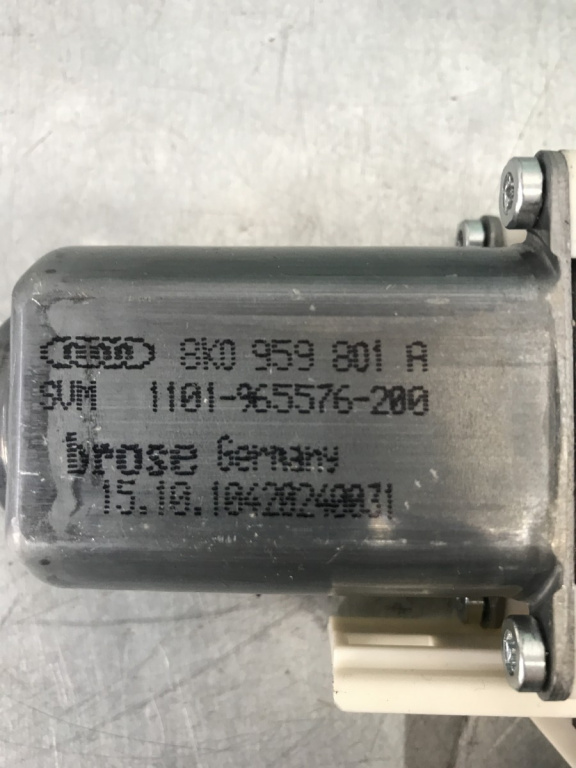 8K0 959 801 A
SVM 1101-965576-200
brose Germany
15.10.10420240031